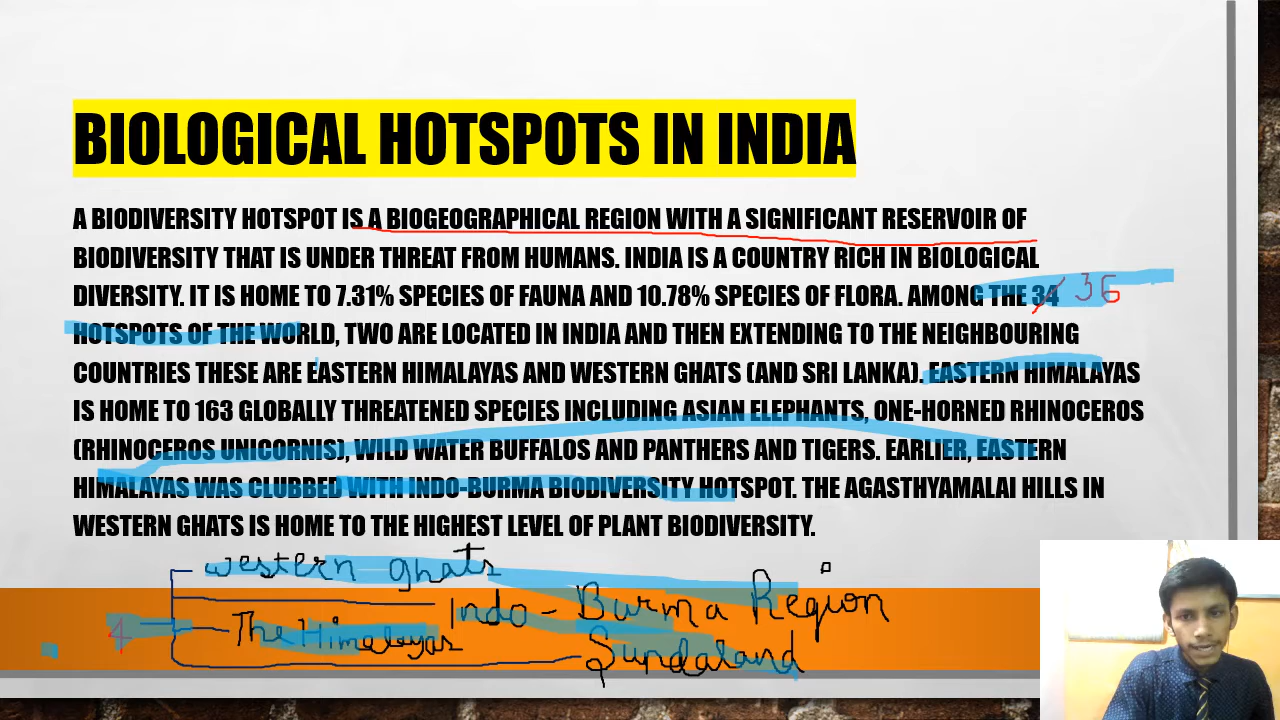 BIOLOGICAL HOTSPOTS IN INDIA
A BIODIVERSITY HOTSPOT IS A BIOGEOGRAPHICAL REGION WITH A SIGNIFICANT RESERVOIR OF
BIODIVERSITY THAT IS UNDER THREAT FROM HUMANS. INDIA IS A COUNTRY RICH IN BIOLOGICAL
DIVERSITY. IT IS HOME TO 7.31% SPECIES OF FAUNA AND 10.78% SPECIES OF FLORA. AMONG THE 34 36
HOTSPOTS OF THE WORLD, TWO ARE LOCATED IN INDIA AND THEN EXTENDING TO THE NEIGHBOURING
COUNTRIES THESE ARE EASTERN HIMALAYAS AND WESTERN GHATS (AND SRI LANKA). EASTERN HIMALAYAS
IS HOME TO 163 GLOBALLY THREATENED SPECIES INCLUDING ASIAN ELEPHANTS, ONE-HORNED RHINOCEROS
(RHINOCEROS UNICORNIS), WILD WATER BUFFALOS AND PANTHERS AND TIGERS. EARLIER, EASTERN
HIMALAYAS WAS CLUBBED WITH INDO-BURMA BIODIVERSITY HOTSPOT. THE AGASTHYAMALAI HILLS IN
WESTERN GHATS IS HOME TO THE HIGHEST LEVEL OF PLANT BIODIVERSITY.
western ghats
Indo - Burma Region
4 The Himalayas
Sundaland